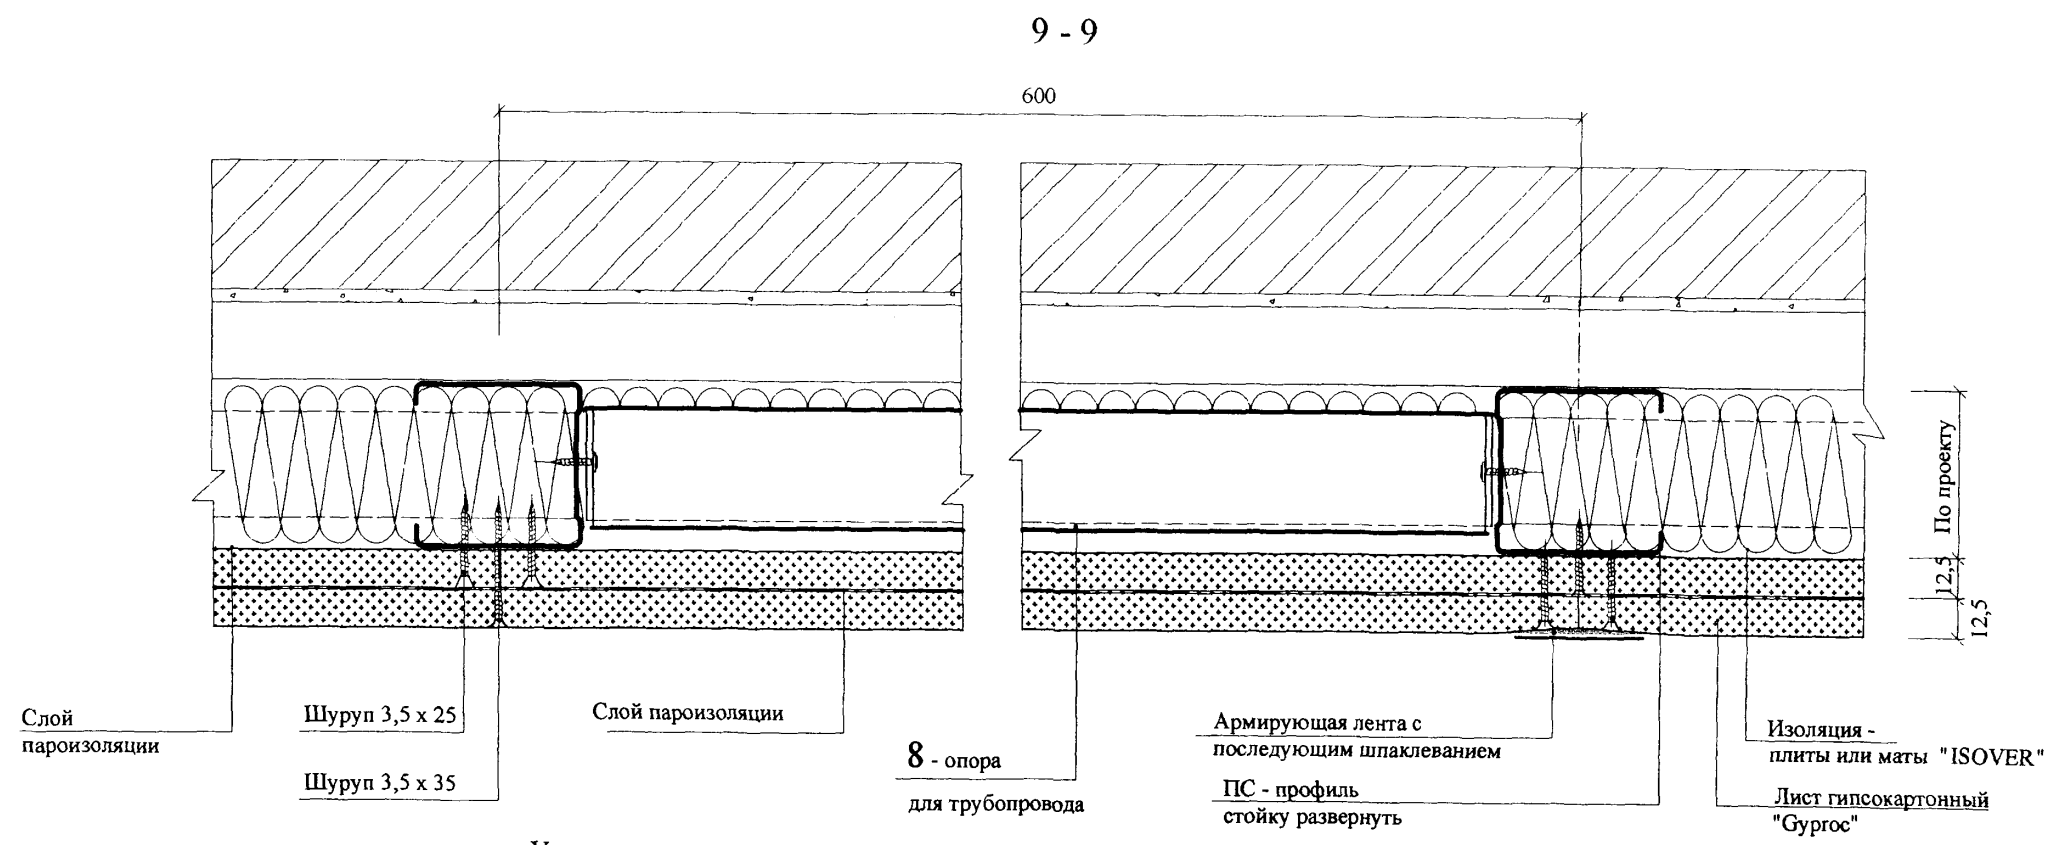 9 - 9
600
По проекту
12,5
12,5
Слой
пароизоляции
Шуруп 3,5 х 25
Шуруп 3,5 х 35
Слой пароизоляции
8 - опора
для трубопровода
Армирующая лента с
последующим шпаклеванием
ПС - профиль
стойку развернуть
Изоляция -
плиты или маты "ISOVER"
Лист гипсокартонный
"Gyproc"